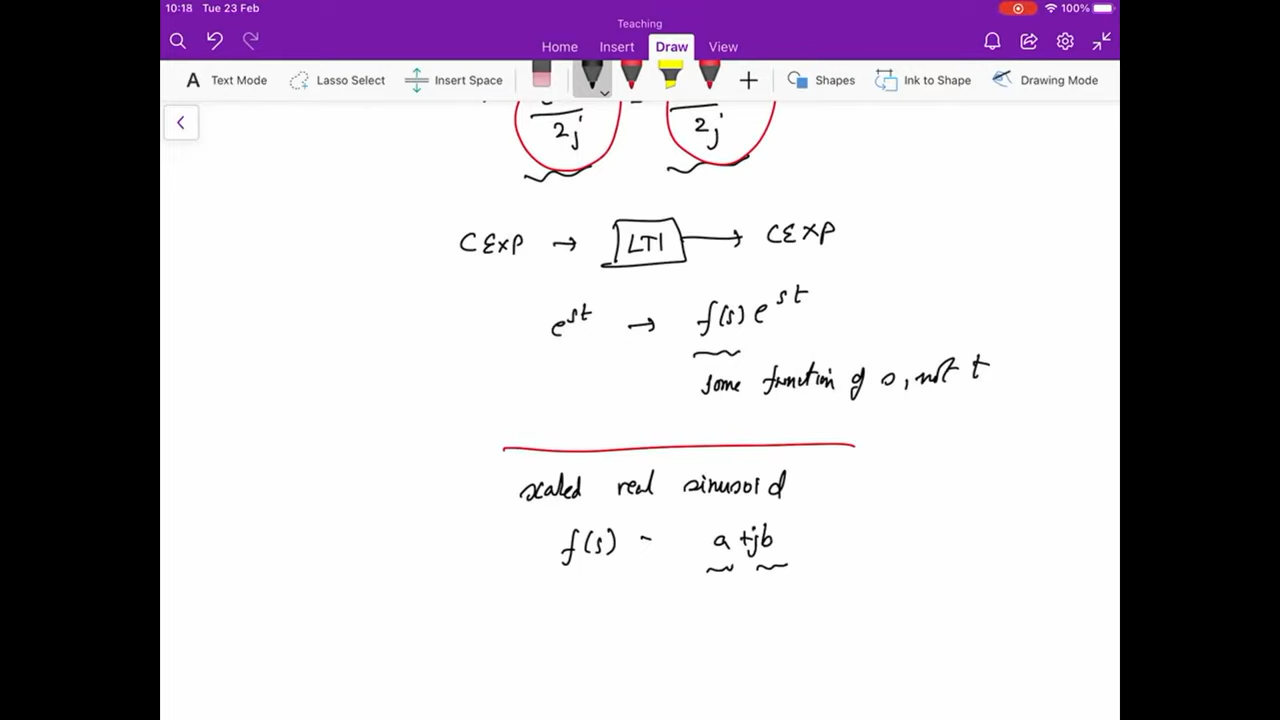 10:18 Tue 23 Feb
100%
Teaching
Home Insert Draw View
Text Mode Lasso Select Insert Space Shapes Ink to Shape Drawing Mode
2j - 2j
CEXP → LTI → CEXP
e^st → f(s) e^st
some function of s, not t
scaled real sinusoid
f(s) - a+jb